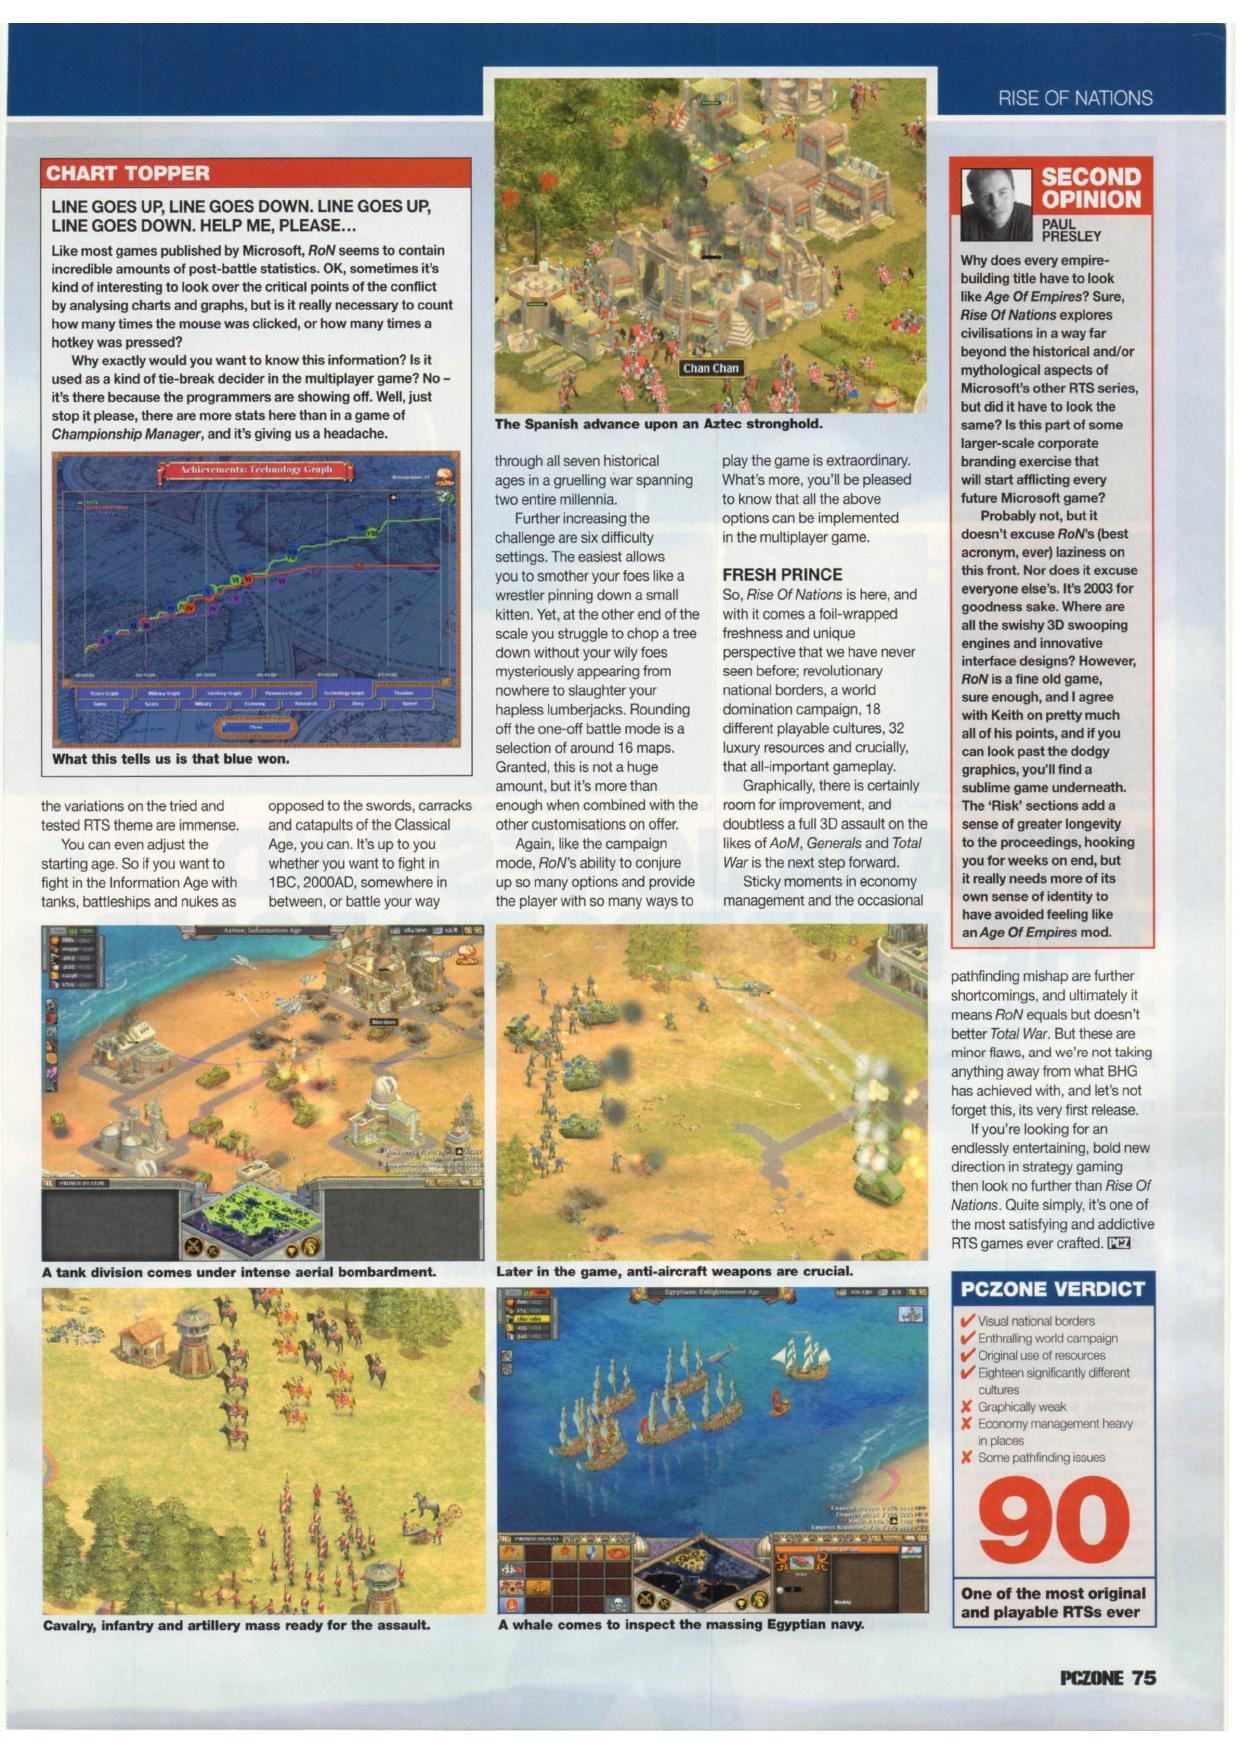 RISE OF NATIONS
CHART TOPPER
LINE GOES UP, LINE GOES DOWN. LINE GOES UP,
LINE GOES DOWN. HELP ME, PLEASE...
Like most games published by Microsoft, RoN seems to contain
incredible amounts of post-battle statistics. OK, sometimes it's
kind of interesting to look over the critical points of the conflict
by analysing charts and graphs, but is it really necessary to count
how many times the mouse was clicked, or how many times a
hotkey was pressed?
Why exactly would you want to know this information? Is it
used as a kind of tie-break decider in the multiplayer game? No –
it's there because the programmers are showing off. Well, just
stop it please, there are more stats here than in a game of
Championship Manager, and it's giving us a headache.
Achievements: Technology Graph
Score Graph
Military Graph
Territory Graph
Resource Graph
Technology Graph
Timeline
Game
Score
Military
Economy
Research
Glory
Speed
Close
What this tells us is that blue won.
the variations on the tried and
tested RTS theme are immense.
You can even adjust the
starting age. So if you want to
fight in the Information Age with
tanks, battleships and nukes as
opposed to the swords, carracks
and catapults of the Classical
Age, you can. It's up to you
whether you want to fight in
1BC, 2000AD, somewhere in
between, or battle your way
Chan Chan
The Spanish advance upon an Aztec stronghold.
through all seven historical
ages in a gruelling war spanning
two entire millennia.
Further increasing the
challenge are six difficulty
settings. The easiest allows
you to smother your foes like a
wrestler pinning down a small
kitten. Yet, at the other end of the
scale you struggle to chop a tree
down without your wily foes
mysteriously appearing from
nowhere to slaughter your
hapless lumberjacks. Rounding
off the one-off battle mode is a
selection of around 16 maps.
Granted, this is not a huge
amount, but it's more than
enough when combined with the
other customisations on offer.
Again, like the campaign
mode, RoN's ability to conjure
up so many options and provide
the player with so many ways to
play the game is extraordinary.
What's more, you'll be pleased
to know that all the above
options can be implemented
in the multiplayer game.
FRESH PRINCE
So, Rise Of Nations is here, and
with it comes a foil-wrapped
freshness and unique
perspective that we have never
seen before; revolutionary
national borders, a world
domination campaign, 18
different playable cultures, 32
luxury resources and crucially,
that all-important gameplay.
Graphically, there is certainly
room for improvement, and
doubtless a full 3D assault on the
likes of AoM, Generals and Total
War is the next step forward.
Sticky moments in economy
management and the occasional
SECOND
OPINION
PAUL
PRESLEY
Why does every empire-
building title have to look
like Age Of Empires? Sure,
Rise Of Nations explores
civilisations in a way far
beyond the historical and/or
mythological aspects of
Microsoft's other RTS series,
but did it have to look the
same? Is this part of some
larger-scale corporate
branding exercise that
will start afflicting every
future Microsoft game?
Probably not, but it
doesn't excuse RoN's (best
acronym, ever) laziness on
this front. Nor does it excuse
everyone else's. It's 2003 for
goodness sake. Where are
all the swishy 3D swooping
engines and innovative
interface designs? However,
RoN is a fine old game,
sure enough, and I agree
with Keith on pretty much
all of his points, and if you
can look past the dodgy
graphics, you'll find a
sublime game underneath.
The 'Risk' sections add a
sense of greater longevity
to the proceedings, hooking
you for weeks on end, but
it really needs more of its
own sense of identity to
have avoided feeling like
an Age Of Empires mod.
pathfinding mishap are further
shortcomings, and ultimately it
means RoN equals but doesn't
better Total War. But these are
minor flaws, and we're not taking
anything away from what BHG
has achieved with, and let's not
forget this, its very first release.
If you're looking for an
endlessly entertaining, bold new
direction in strategy gaming
then look no further than Rise Of
Nations. Quite simply, it's one of
the most satisfying and addictive
RTS games ever crafted. PCZ
Aztecs: Information Age
Aberdeen
A tank division comes under intense aerial bombardment.
Later in the game, anti-aircraft weapons are crucial.
Cavalry, infantry and artillery mass ready for the assault.
Egyptians: Enlightenment Age
A whale comes to inspect the massing Egyptian navy.
PCZONE VERDICT
✔ Visual national borders
✔ Enthralling world campaign
✔ Original use of resources
✔ Eighteen significantly different
cultures
✘ Graphically weak
✘ Economy management heavy
in places
✘ Some pathfinding issues
90
One of the most original
and playable RTSs ever
PCZONE 75